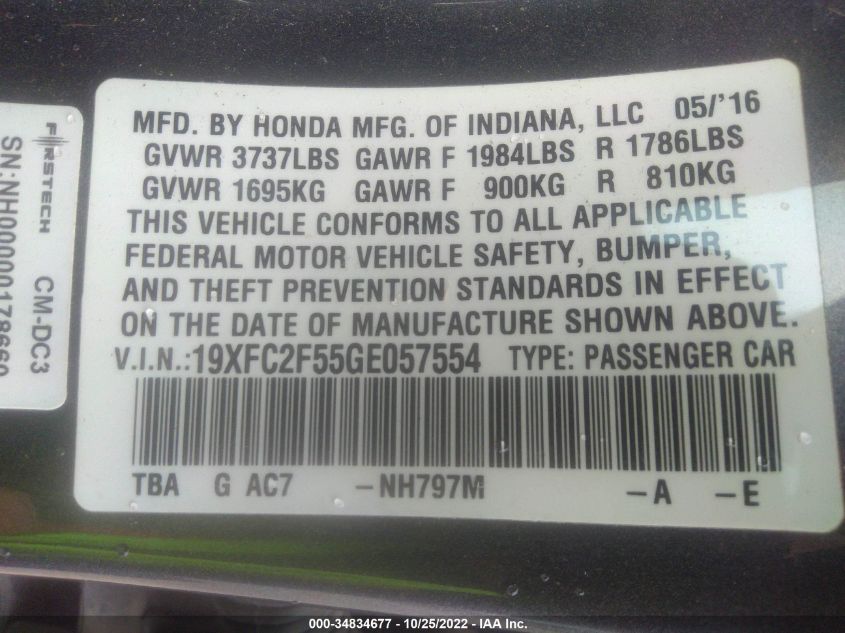 MFD. BY HONDA MFG. OF INDIANA, LLC 05/'16
GVWR 3737LBS GAWR F 1984LBS R 1786LBS
GVWR 1695KG GAWR F 900KG R 810KG
THIS VEHICLE CONFORMS TO ALL APPLICABLE
FEDERAL MOTOR VEHICLE SAFETY, BUMPER,
AND THEFT PREVENTION STANDARDS IN EFFECT
ON THE DATE OF MANUFACTURE SHOWN ABOVE.
V.I.N.:19XFC2F55GE057554 TYPE: PASSENGER CAR
TBA G AC7 -NH797M -A -E
FIRSTECH CM-DC3
000-34834677 - 10/25/2022 - IAA Inc.